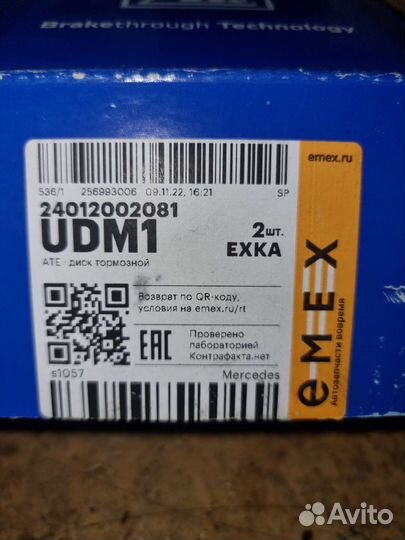 Breakthrough Technology
emex.ru
536/1 256993006 09.11.22, 16:21 SP
24012002081
UDM1
2шт.
EXKA
ATE · диск тормозной
Возврат по QR-коду,
условия на emex.ru/rt
EAC
Проверено
лабораторией
Контрафакта.нет
s1057
Mercedes
emex
Автозапчасти вовремя
Avito